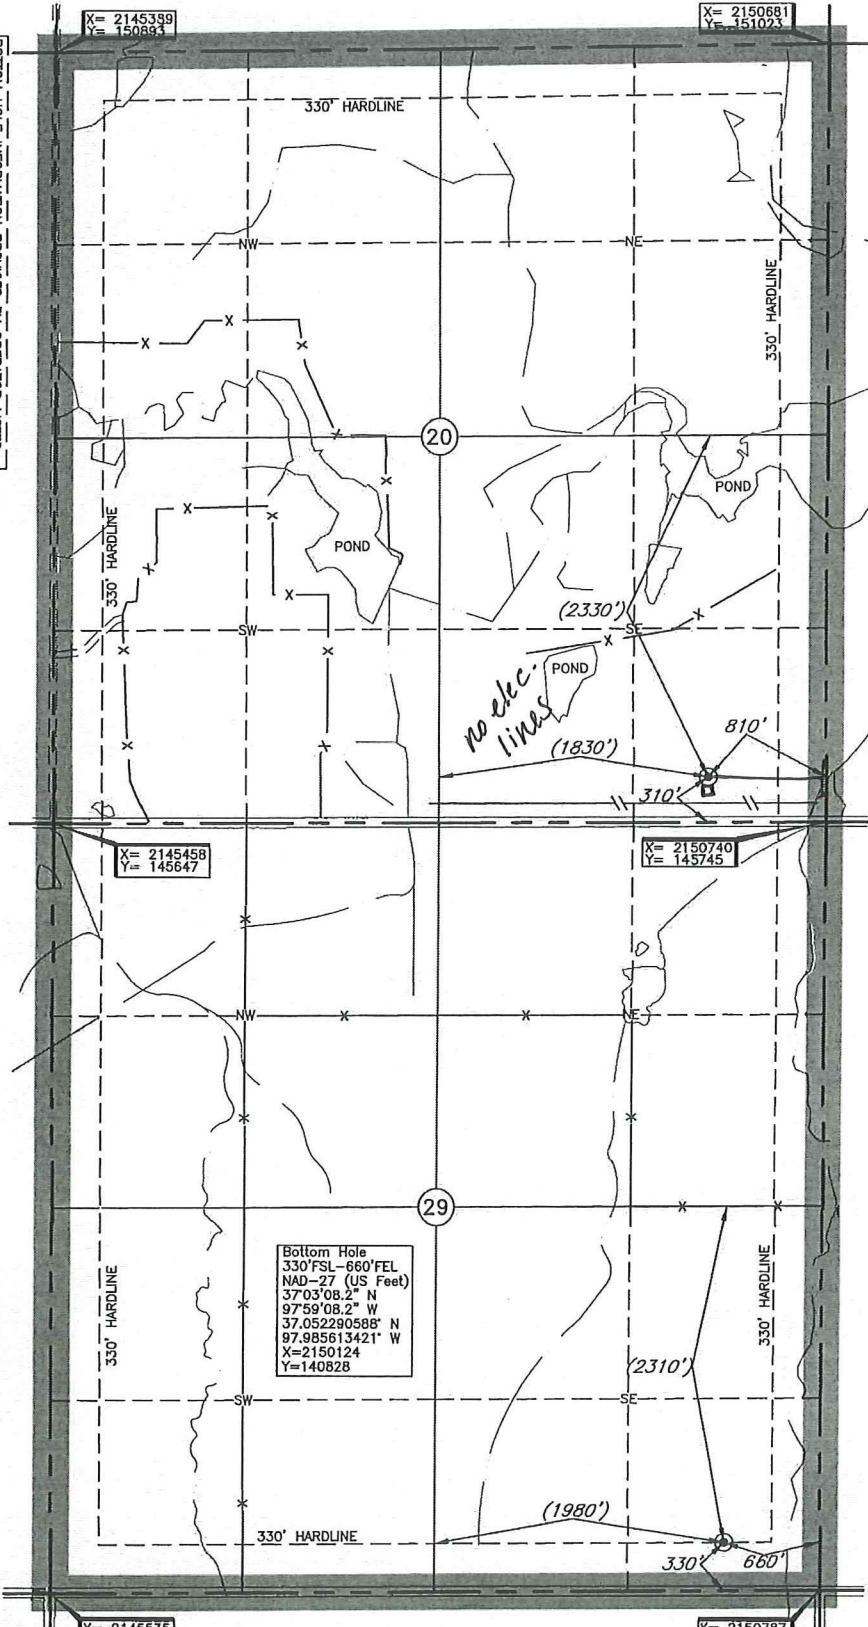 X= 2145389
Y= 150893
X= 2150681
Y= 151023
330' HARDLINE
NW
NE
330' HARDLINE
20
POND
330' HARDLINE
POND
(2330')
SW
SE
POND
no elec.
lines
(1830')
810'
310'
X= 2145458
Y= 145647
X= 2150740
Y= 145745
NW
NE
29
Bottom Hole
330'FSL-660'FEL
NAD-27 (US Feet)
37°03'08.2" N
97°59'08.2" W
37.052290588° N
97.985613421° W
X=2150124
Y=140828
330' HARDLINE
330' HARDLINE
(2310')
SW
SE
(1980')
330' HARDLINE
330'
660'